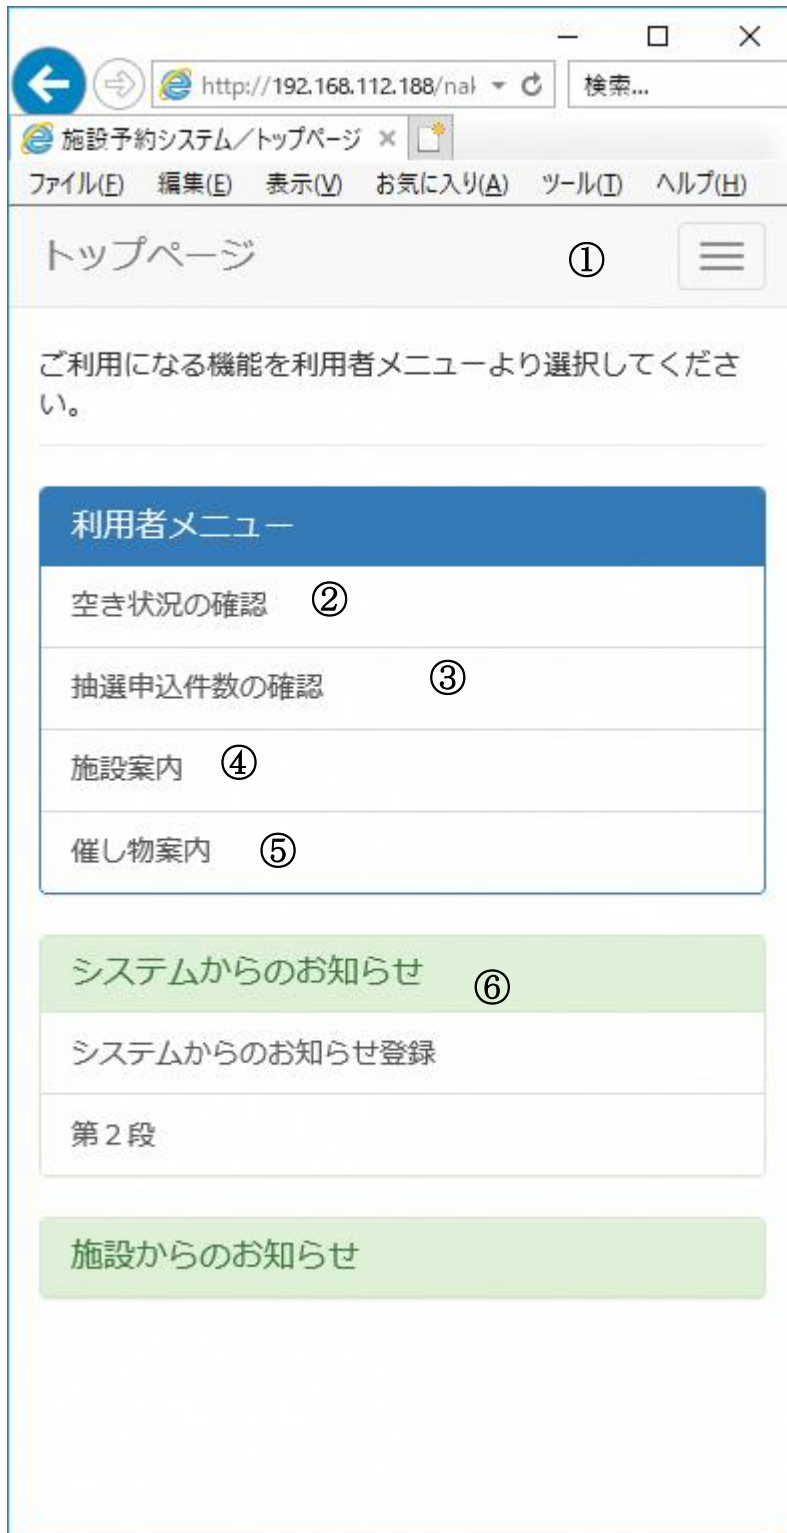 http://192.168.112.188/nal
検索...
施設予約システム／トップページ
ファイル(F) 編集(E) 表示(V) お気に入り(A) ツール(T) ヘルプ(H)
トップページ ①
ご利用になる機能を利用者メニューより選択してくださ
い。
利用者メニュー
空き状況の確認 ②
抽選申込件数の確認 ③
施設案内 ④
催し物案内 ⑤
システムからのお知らせ ⑥
システムからのお知らせ登録
第２段
施設からのお知らせ